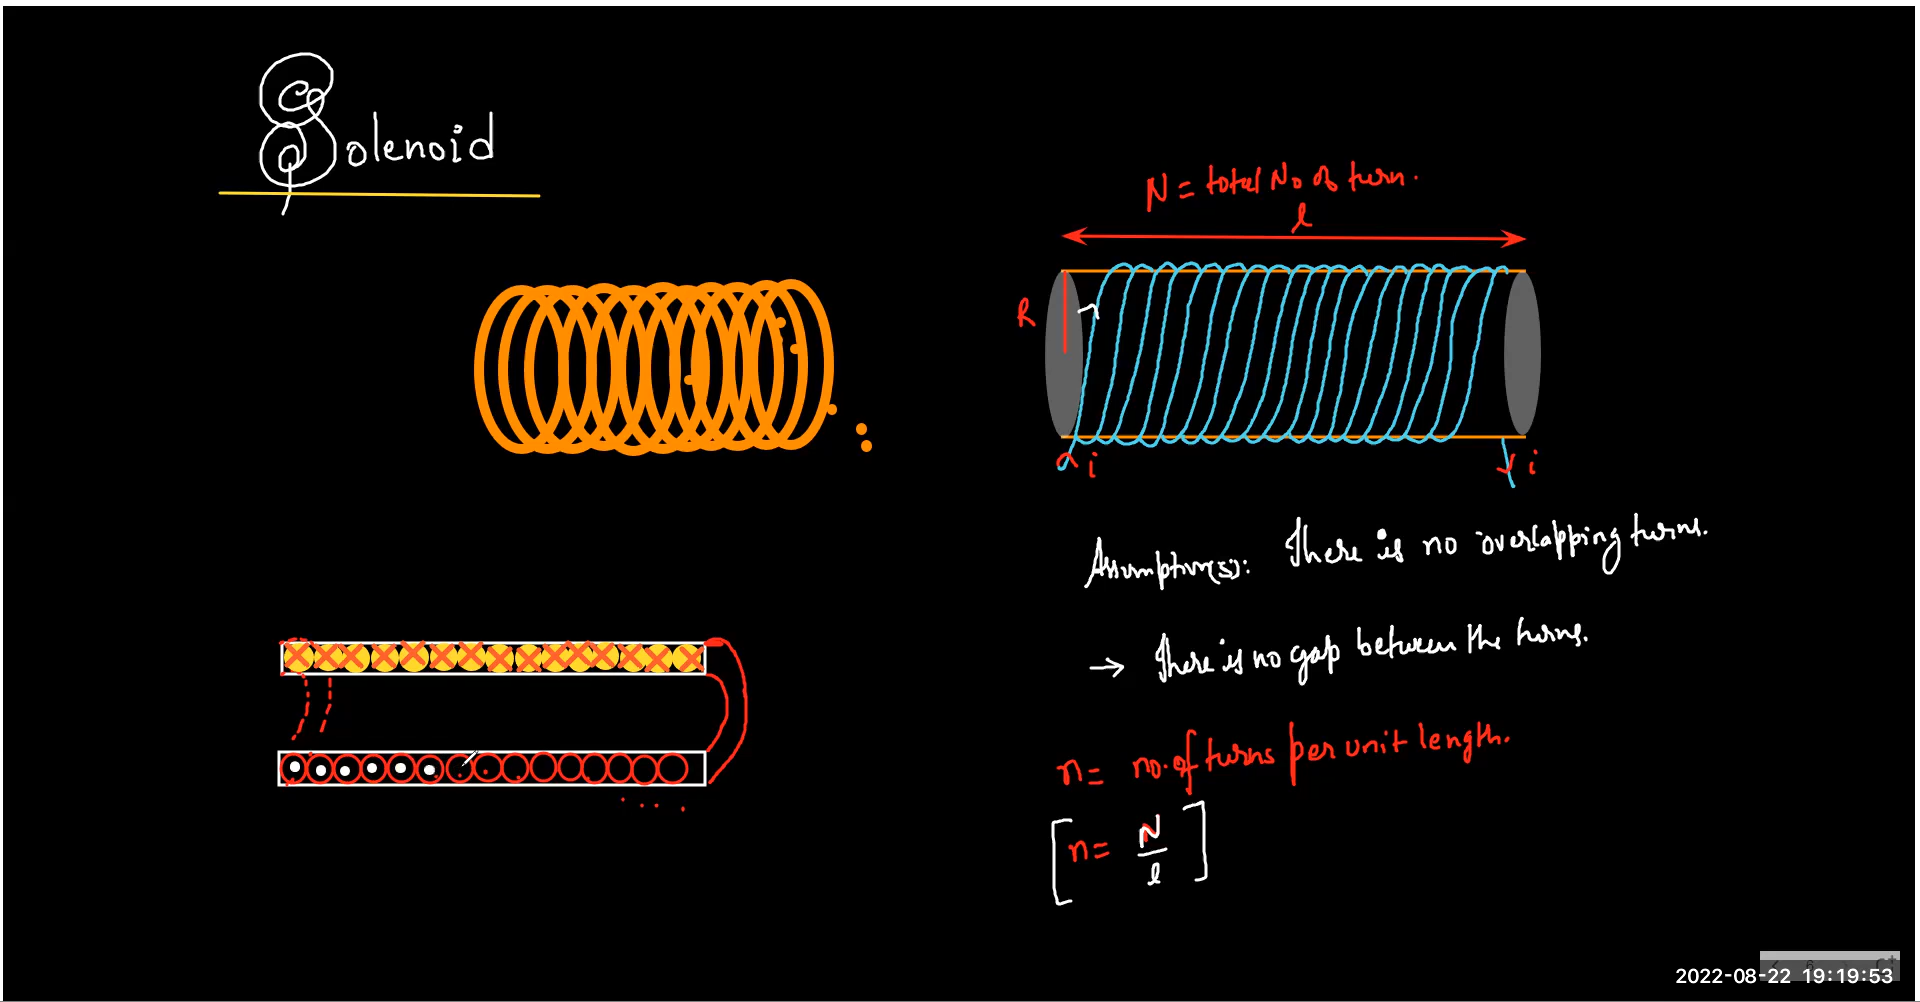 Solenoid
N = total No of turn.
l
R
i
i
Assumption(s): There is no overlapping turns.
→ There is no gap between the turns.
n = no. of turns per unit length.
[n = N/l]
2022-08-22 19:19:53